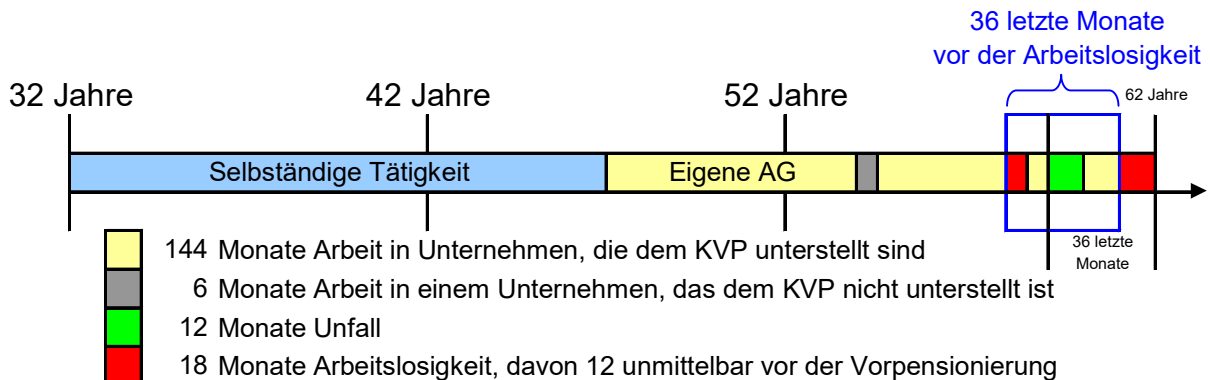 36 letzte Monate
vor der Arbeitslosigkeit
32 Jahre
42 Jahre
52 Jahre
62 Jahre
Selbständige Tätigkeit
Eigene AG
36 letzte
Monate
144 Monate Arbeit in Unternehmen, die dem KVP unterstellt sind
6 Monate Arbeit in einem Unternehmen, das dem KVP nicht unterstellt ist
12 Monate Unfall
18 Monate Arbeitslosigkeit, davon 12 unmittelbar vor der Vorpensionierung